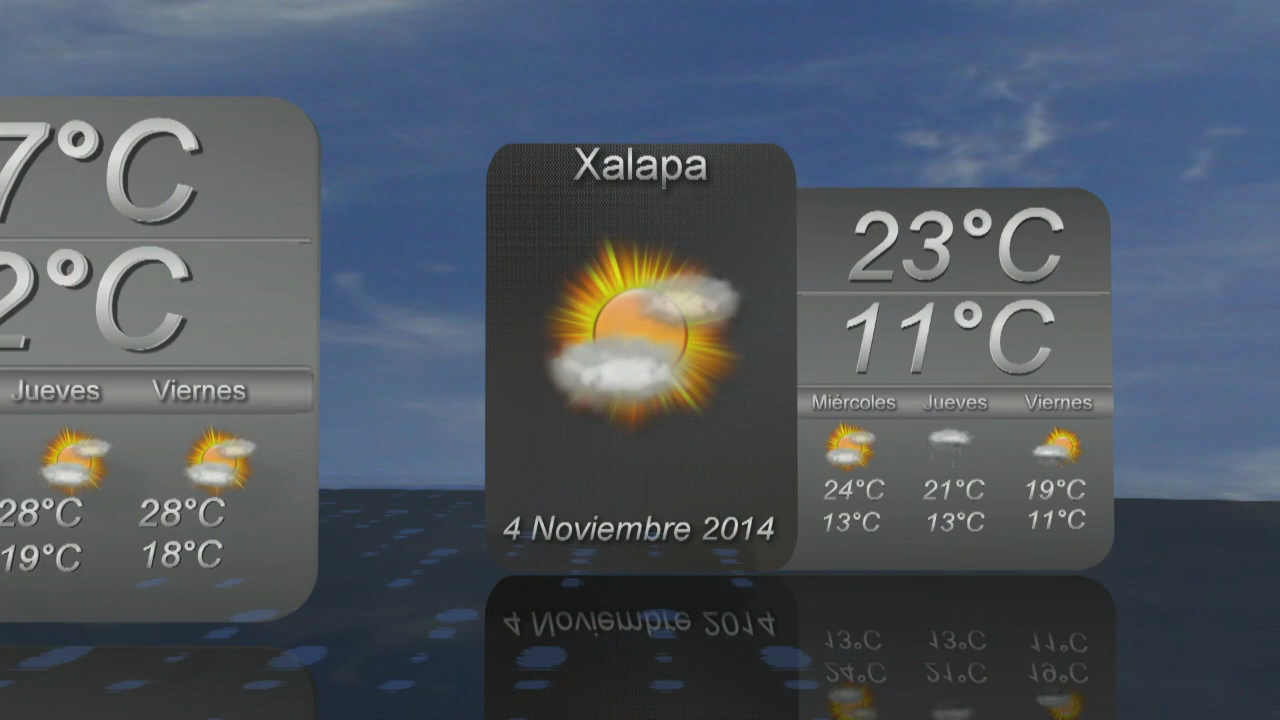 7°C
2°C
Jueves Viernes
28°C 28°C
19°C 18°C
Xalapa
4 Noviembre 2014
23°C
11°C
Miércoles Jueves Viernes
24°C 21°C 19°C
13°C 13°C 11°C